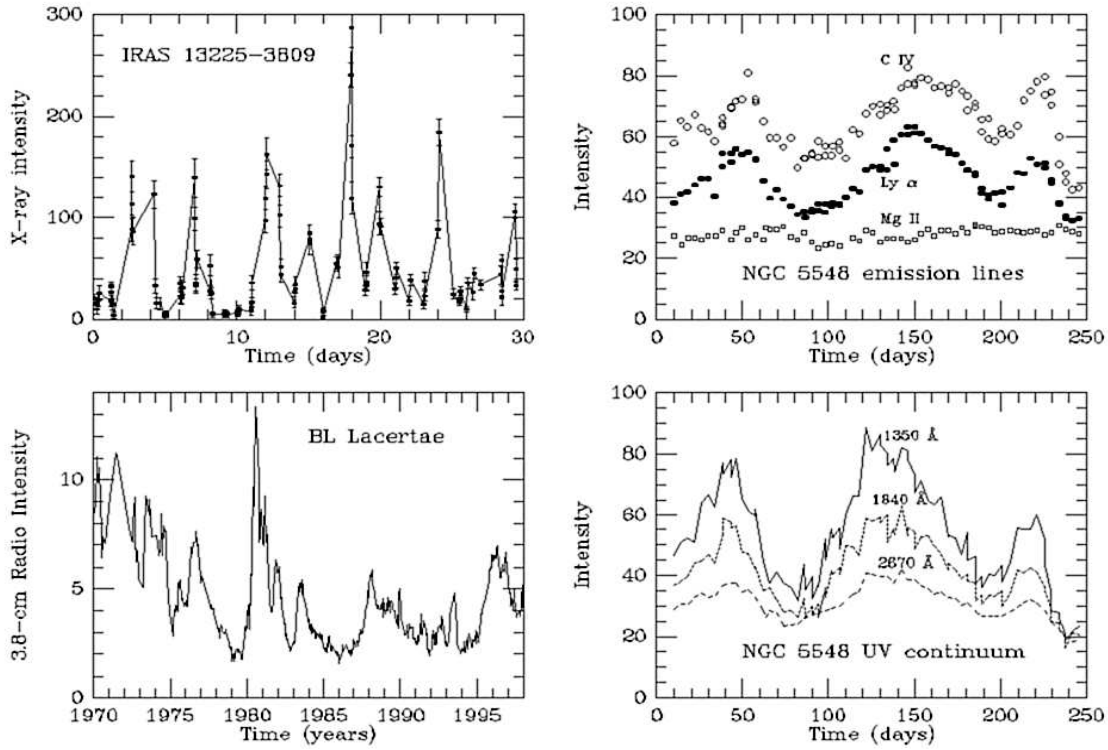 300
200
100
0
X-ray intensity
IRAS 13225-3809
0 10 20 30
Time (days)
100
80
60
40
20
0
Intensity
C IV
Ly α
Mg II
NGC 5548 emission lines
0 50 100 150 200 250
Time (days)
10
5
0
3.8-cm Radio Intensity
BL Lacertae
1970 1975 1980 1985 1990 1995
Time (years)
100
80
60
40
20
0
Intensity
1350 Å
1840 Å
2670 Å
NGC 5548 UV continuum
0 50 100 150 200 250
Time (days)